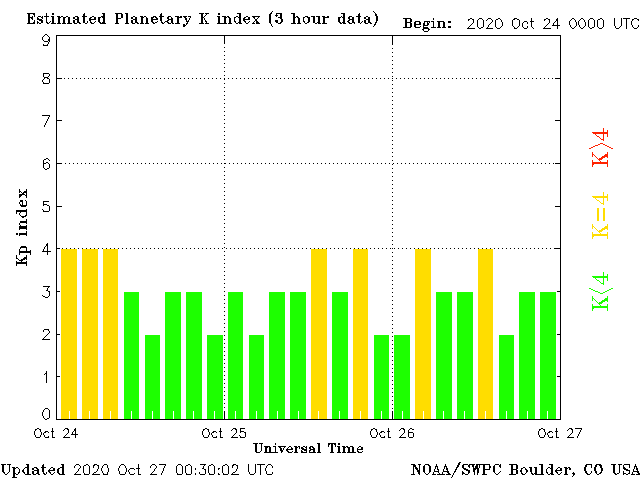 Estimated Planetary K index (3 hour data)
Begin: 2020 Oct 24 0000 UTC
9
8
7
6
5
4
3
2
1
0
Kp index
K>4
K=4
K<4
Oct 24
Oct 25
Oct 26
Oct 27
Universal Time
Updated 2020 Oct 27 00:30:02 UTC
NOAA/SWPC Boulder, CO USA